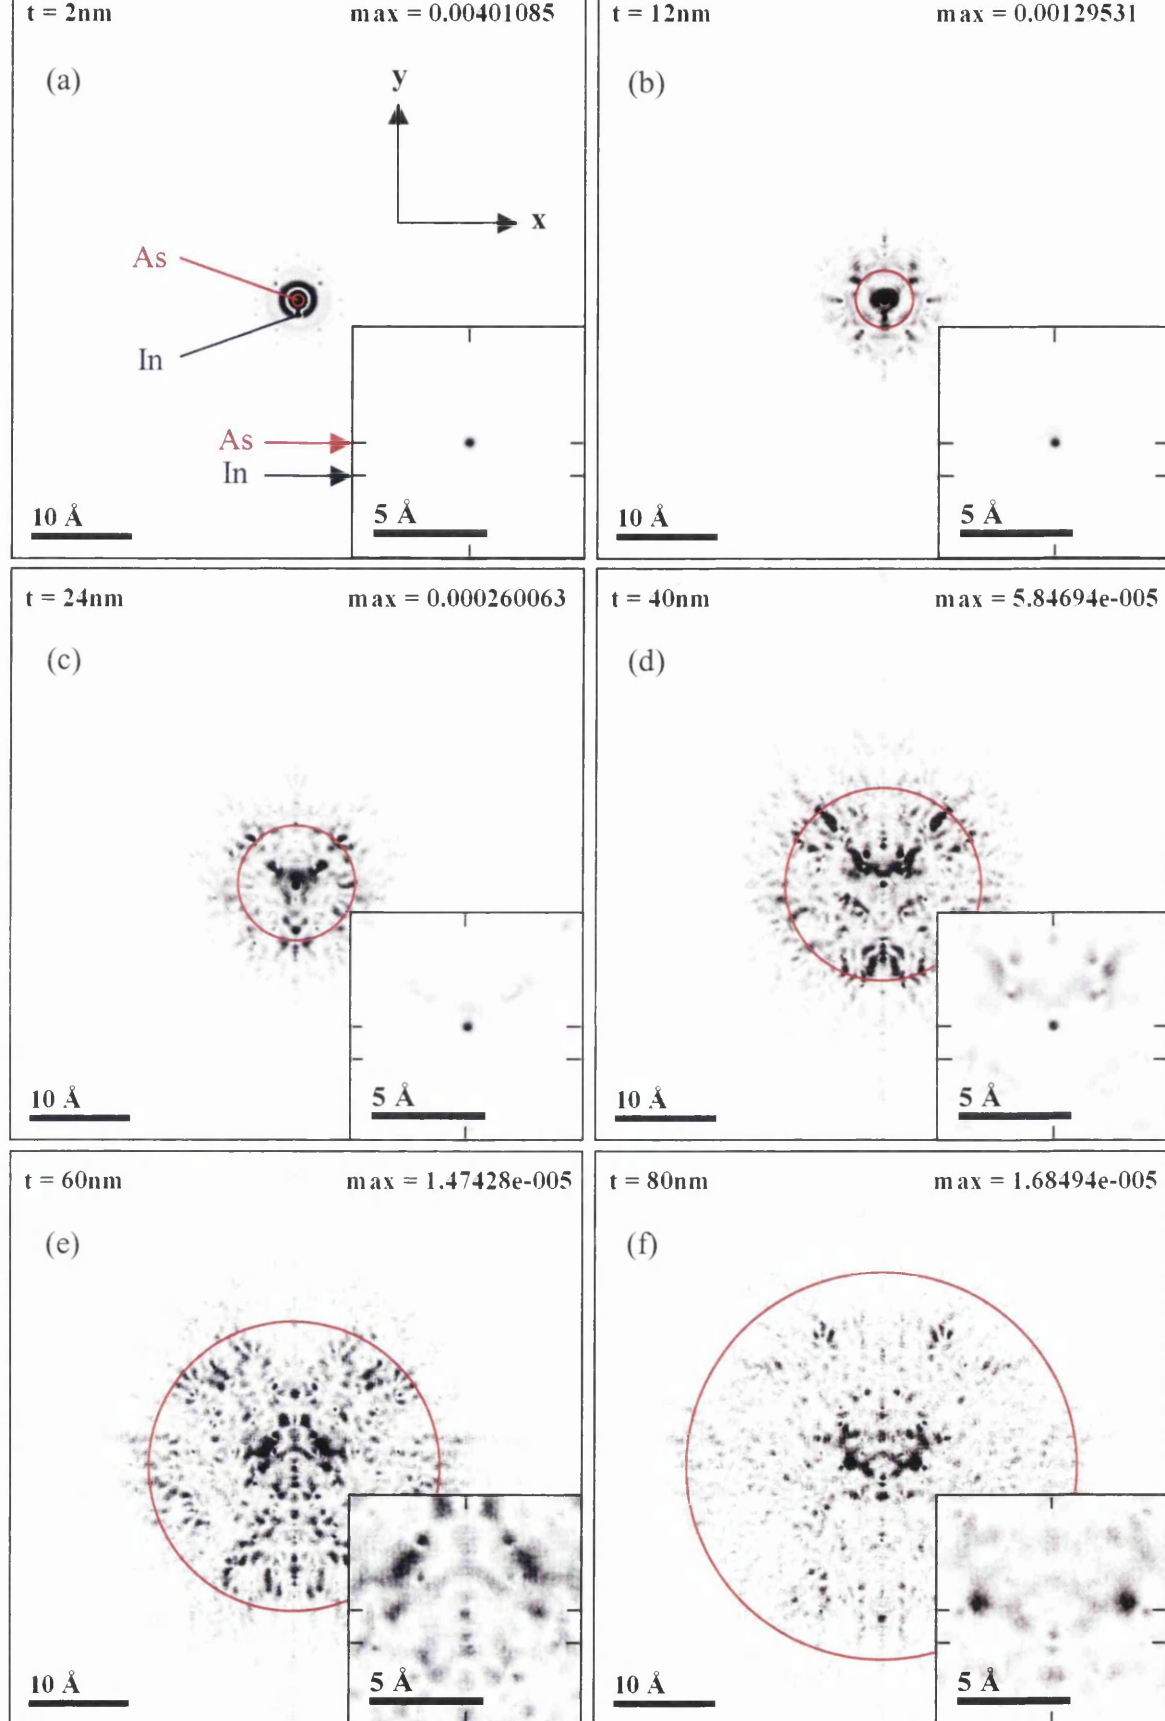 t = 2nm max = 0.00401085
(a)
y
x
As
In
As
In
10 Å
5 Å
t = 12nm max = 0.00129531
(b)
10 Å
5 Å
t = 24nm max = 0.000260063
(c)
10 Å
5 Å
t = 40nm max = 5.84694e-005
(d)
10 Å
5 Å
t = 60nm max = 1.47428e-005
(e)
10 Å
5 Å
t = 80nm max = 1.68494e-005
(f)
10 Å
5 Å